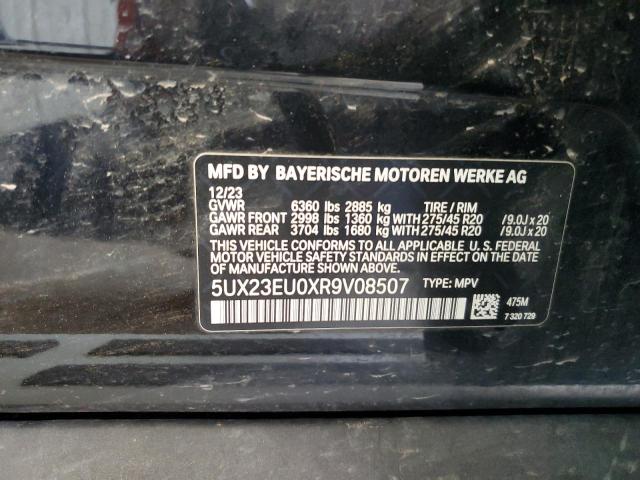 MFD BY BAYERISCHE MOTOREN WERKE AG
12/23
GVWR 6360 lbs 2885 kg TIRE / RIM
GAWR FRONT 2998 lbs 1360 kg WITH 275/45 R20 /9.0J x 20
GAWR REAR 3704 lbs 1680 kg WITH 275/45 R20 /9.0J x 20
THIS VEHICLE CONFORMS TO ALL APPLICABLE U. S. FEDERAL
MOTOR VEHICLE SAFETY STANDARDS IN EFFECT ON THE DATE
OF MANUFACTURE SHOWN ABOVE.
5UX23EU0XR9V08507 TYPE: MPV
475M
7 320 729